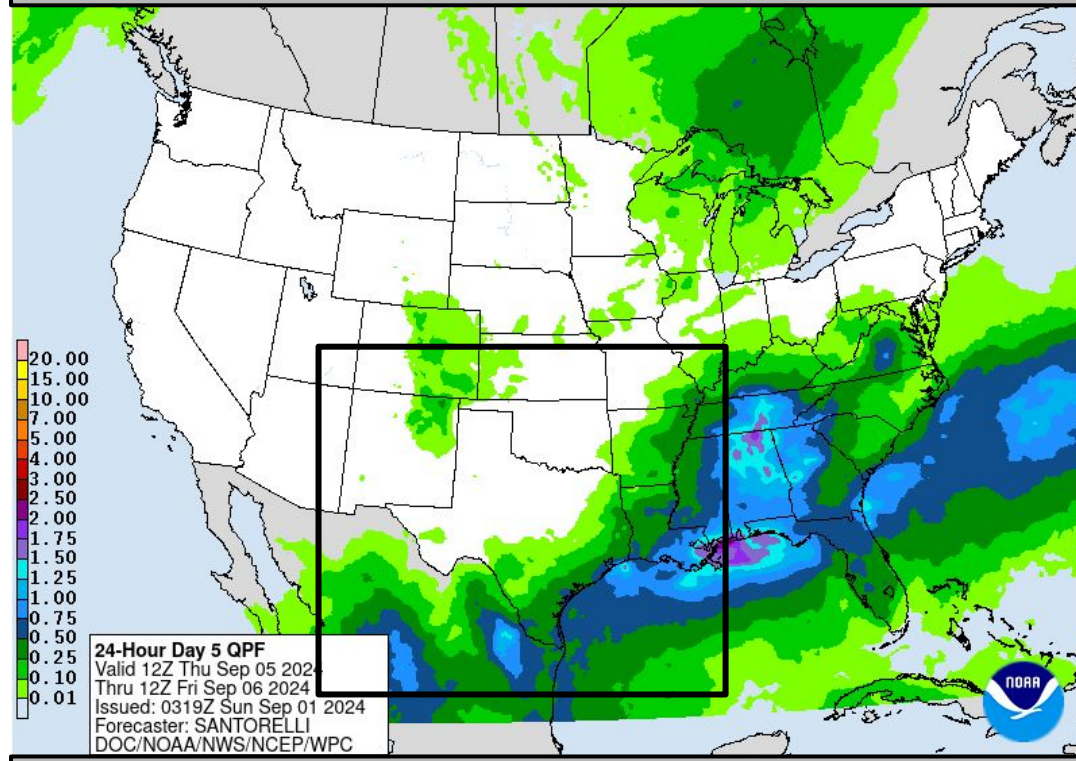 20.00
15.00
10.00
7.00
5.00
4.00
3.00
2.50
2.00
1.75
1.50
1.25
1.00
0.75
0.50
0.25
0.10
0.01
24-Hour Day 5 QPF
Valid 12Z Thu Sep 05 2024
Thru 12Z Fri Sep 06 2024
Issued: 0319Z Sun Sep 01 2024
Forecaster: SANTORELLI
DOC/NOAA/NWS/NCEP/WPC
NOAA